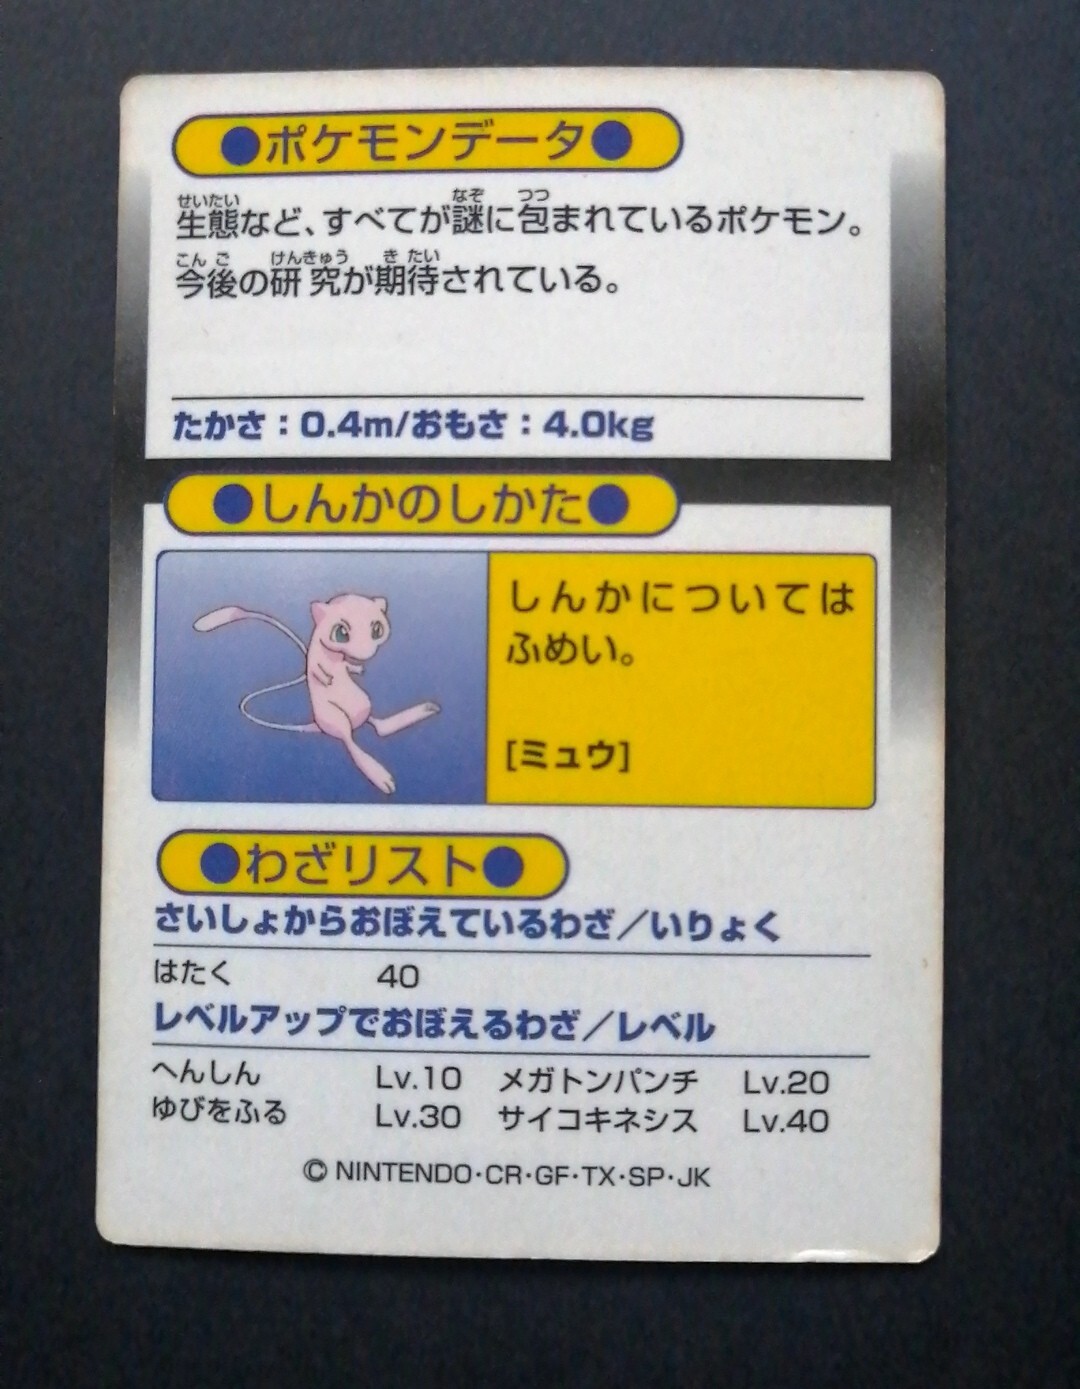 ●ポケモンデータ●
せいたい なぞ つつ
生態など、すべてが謎に包まれているポケモン。
こんご けんきゅう きたい
今後の研究が期待されている。
たかさ：0.4m/おもさ：4.0kg
●しんかのしかた●
しんかについては
ふめい。
[ミュウ]
●わざリスト●
さいしょからおぼえているわざ／いりょく
はたく 40
レベルアップでおぼえるわざ／レベル
へんしん Lv.10 メガトンパンチ Lv.20
ゆびをふる Lv.30 サイコキネシス Lv.40
© NINTENDO・CR・GF・TX・SP・JK